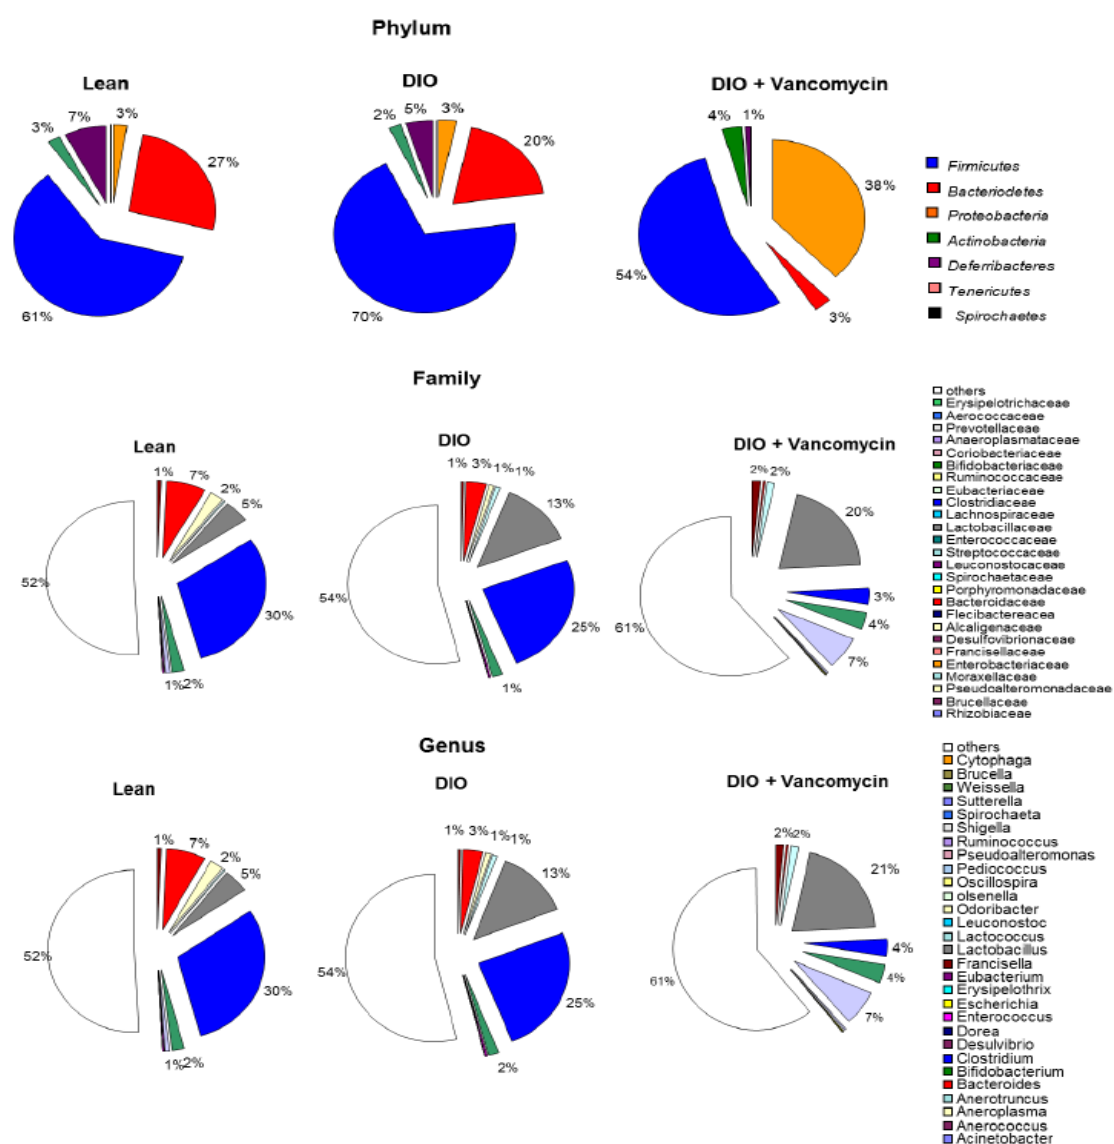 Phylum
Lean
DIO
DIO + Vancomycin
3%
7%
3%
27%
61%
2%
5%
3%
20%
70%
4%
1%
38%
54%
3%
Firmicutes
Bacteriodetes
Proteobacteria
Actinobacteria
Deferribacteres
Tenericutes
Spirochaetes
Family
Lean
DIO
DIO + Vancomycin
1%
7%
2%
5%
52%
30%
1%
2%
1%
3%
1%
1%
13%
54%
25%
1%
2%
2%
20%
61%
3%
4%
7%
others
Erysipelotrichaceae
Aerococcaceae
Prevotellaceae
Anaeroplasmataceae
Coriobacteriaceae
Bifidobacteriaceae
Ruminococcaceae
Eubacteriaceae
Clostridiaceae
Lachnospiraceae
Lactobacillaceae
Enterococcaceae
Streptococcaceae
Leuconostocaceae
Spirochaetaceae
Porphyromonadaceae
Bacteroidaceae
Flecibactereacea
Alcaligenaceae
Desulfovibrionaceae
Francisellaceae
Enterobacteriaceae
Moraxellaceae
Pseudoalteromonadaceae
Brucellaceae
Rhizobiaceae
Genus
Lean
DIO
DIO + Vancomycin
1%
7%
2%
5%
52%
30%
1%
2%
1%
3%
1%
1%
13%
54%
25%
2%
2%
2%
21%
61%
4%
4%
7%
others
Cytophaga
Brucella
Weissella
Sutterella
Spirochaeta
Shigella
Ruminococcus
Pseudoalteromonas
Pediococcus
Oscillospira
olsenella
Odoribacter
Leuconostoc
Lactococcus
Lactobacillus
Francisella
Eubacterium
Erysipelothrix
Escherichia
Enterococcus
Dorea
Desulvibrio
Clostridium
Bifidobacterium
Bacteroides
Anerotruncus
Aneroplasma
Anerococcus
Acinetobacter